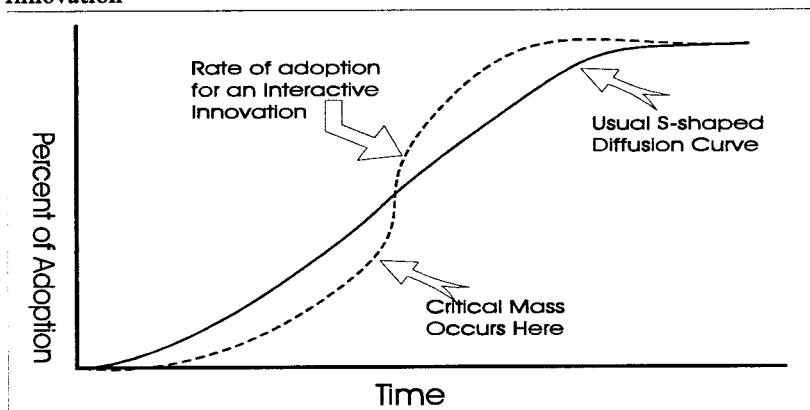 Rate of adoption
for an Interactive
Innovation
Usual S-shaped
Diffusion Curve
Critical Mass
Occurs Here
Percent of Adoption
Time